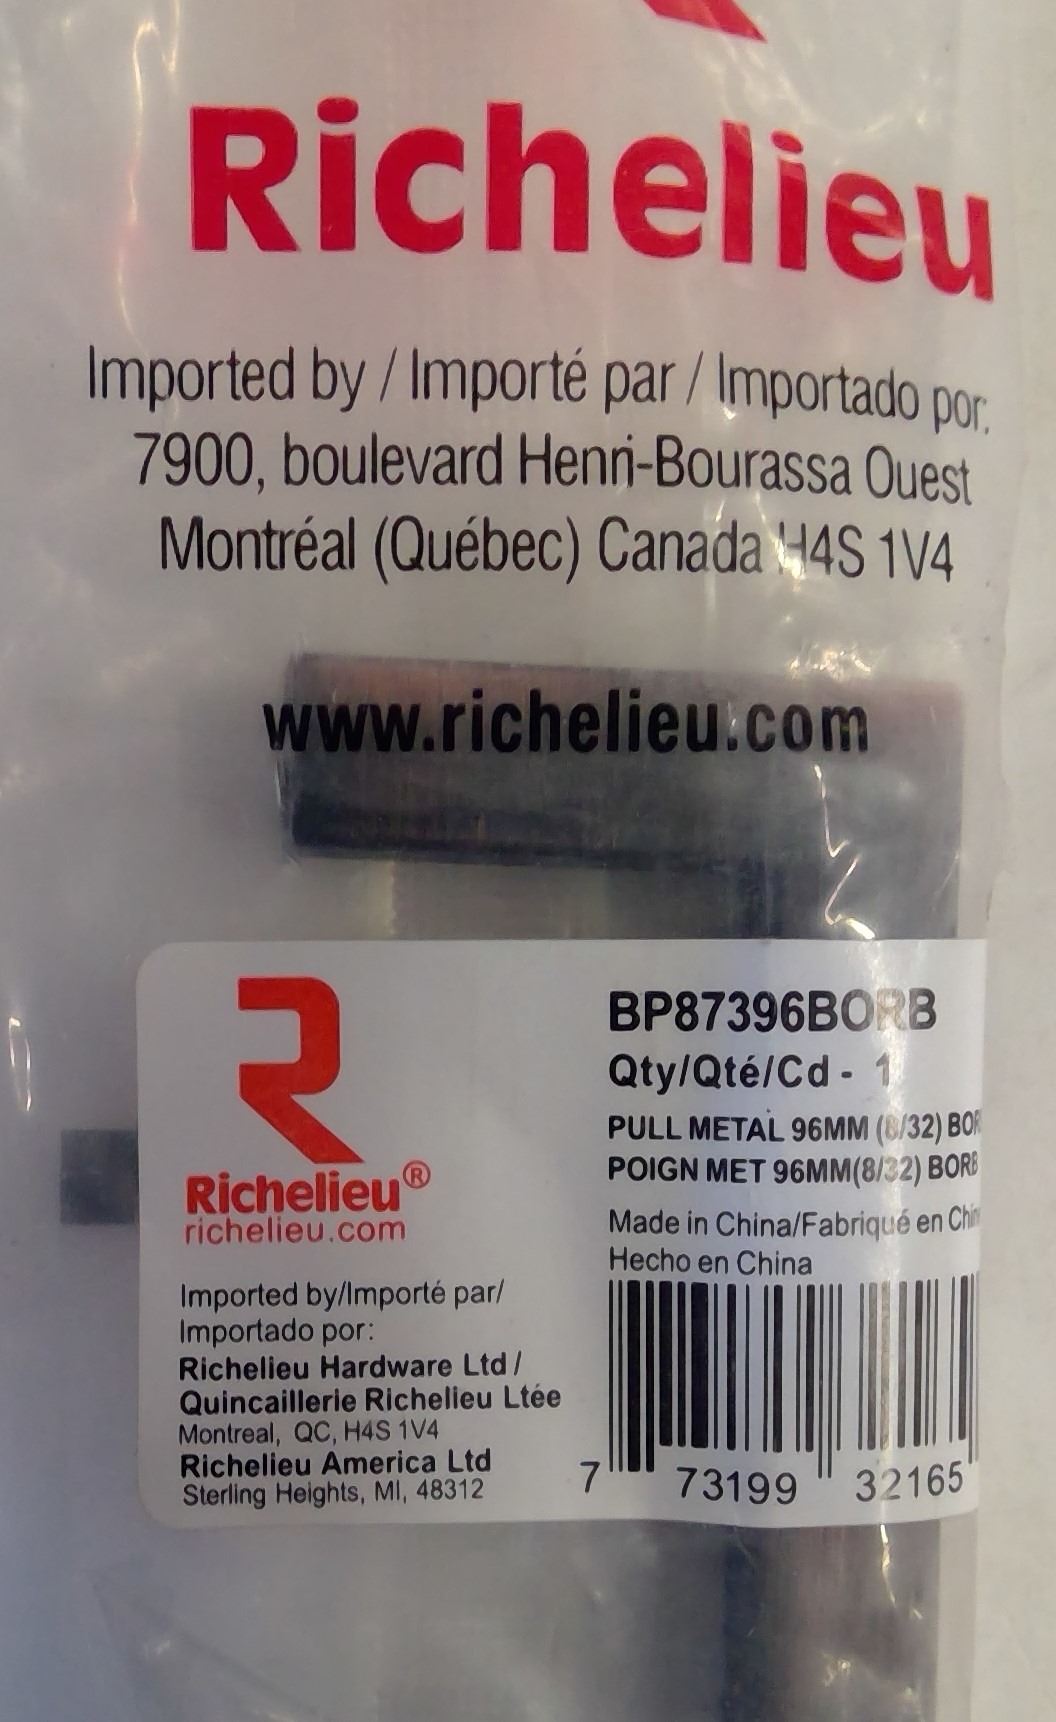 Richelieu
Imported by / Importé par / Importado por:
7900, boulevard Henri-Bourassa Ouest
Montréal (Québec) Canada H4S 1V4
www.richelieu.com
Richelieu®
richelieu.com
Imported by/Importé par/
Importado por:
Richelieu Hardware Ltd /
Quincaillerie Richelieu Ltée
Montreal, QC, H4S 1V4
Richelieu America Ltd
Sterling Heights, MI, 48312
BP87396BORB
Qty/Qté/Cd - 1
PULL METAL 96MM (8/32) BOR
POIGN MET 96MM(8/32) BORB
Made in China/Fabriqué en Chin
Hecho en China
7 73199 32165